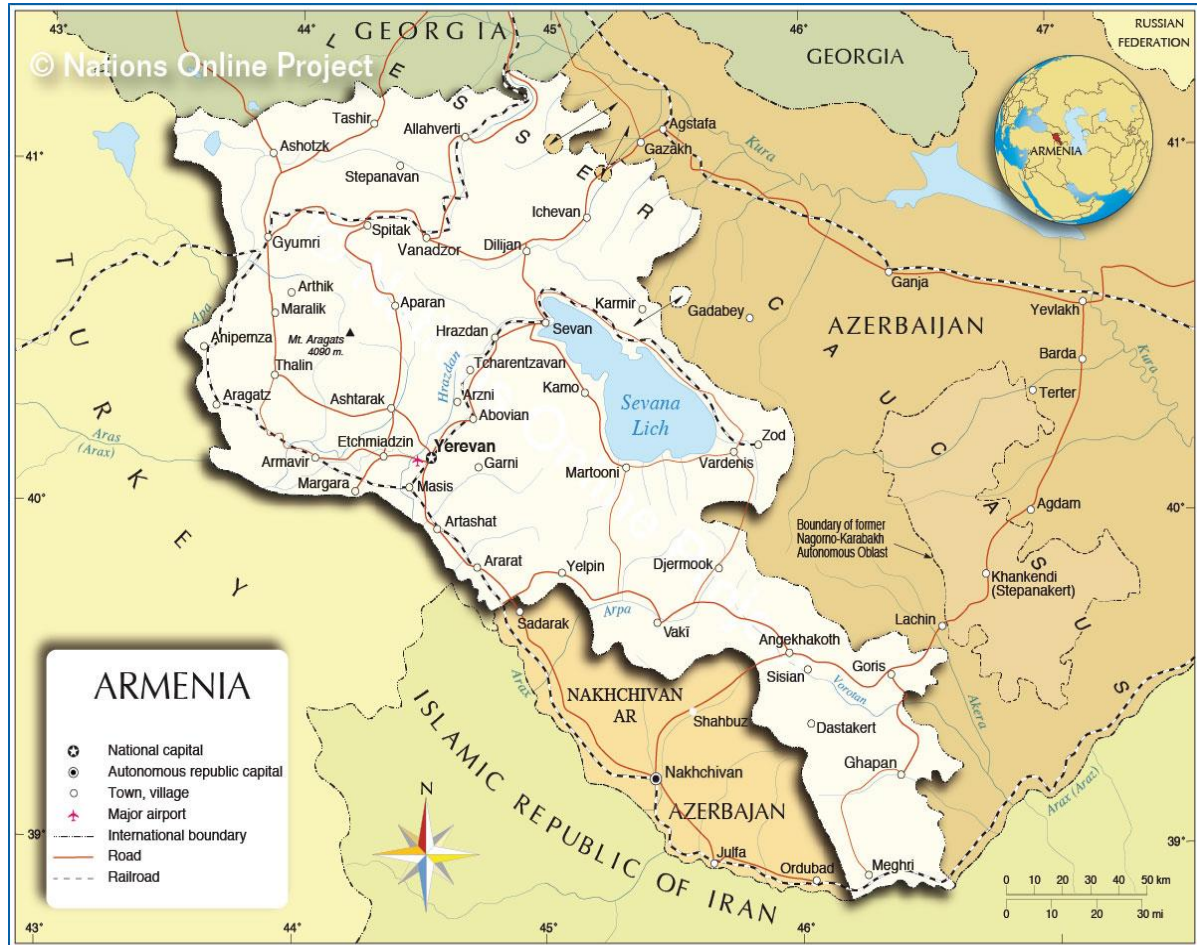 43°
44°
45°
46°
47°
GEORGIA
RUSSIAN
FEDERATION
© Nations Online Project
GEORGIA
LESSER CAUCASUS
Tashir
Allahverti
Agstafa
Ashotzk
Gazakh
Kura
ARMENIA
41°
41°
Stepanavan
Ichevan
Spitak
Gyumri
Vanadzor
Dilijan
Ganja
TURKEY
Arthik
Aparan
Karmir
Gadabey
Yevlakh
Apa
Maralik
Sevan
AZERBAIJAN
Ahipemza
Mt. Aragats
4090 m.
Hrazdan
Kura
Barda
Thalin
Tcharentzavan
Hrazdan
Kamo
Terter
Aragatz
Ashtarak
Arzni
Sevana
Lich
Abovian
Aras
(Arax)
Etchmiadzin
Yerevan
Zod
Armavir
Garni
Martooni
Vardenis
Margara
Masis
40°
40°
Artashat
Agdam
Boundary of former
Nagorno-Karabakh
Autonomous Oblast
Ararat
Yelpin
Djermook
Khankendi
(Stepanakert)
Sadarak
Arpa
Vakī
Lachin
Angekhakoth
Goris
Arax
Sisian
Vorotan
NAKHCHIVAN
AR
Akera
Shahbuz
Dastakert
Ghapan
Nakhchivan
Arax (Araz)
AZERBAJAN
ISLAMIC REPUBLIC OF IRAN
39°
39°
Julfa
Ordubad
Meghri
ARMENIA
National capital
Autonomous republic capital
Town, village
Major airport
International boundary
Road
Railroad
N
0 10 20 30 40 50 km
0 10 20 30 mi
43°
44°
45°
46°